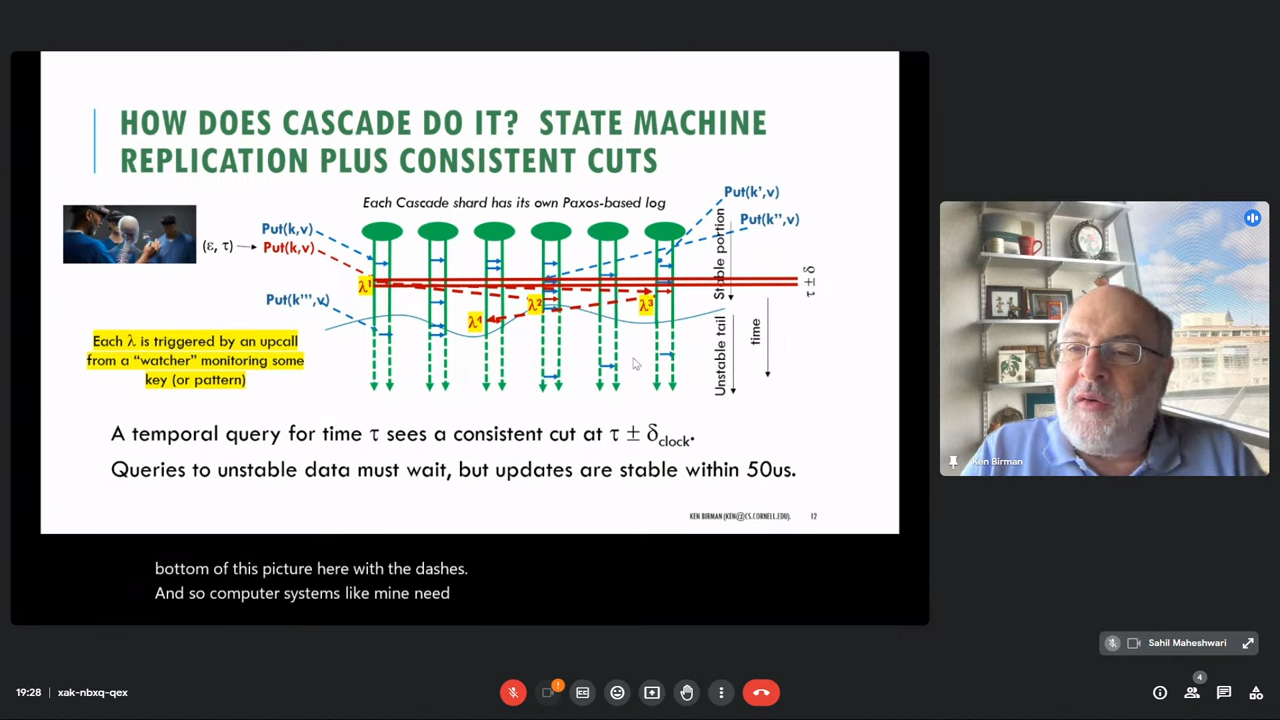 HOW DOES CASCADE DO IT? STATE MACHINE
REPLICATION PLUS CONSISTENT CUTS
Each Cascade shard has its own Paxos-based log
Put(k',v)
Put(k'',v)
Put(k,v)
(ε, τ)
Put(k,v)
Put(k''',v)
λ1
λ2
λ3
λ4
Stable portion
Unstable tail
time
τ ± δ
Each λ is triggered by an upcall
from a "watcher" monitoring some
key (or pattern)
A temporal query for time τ sees a consistent cut at τ ± δclock.
Queries to unstable data must wait, but updates are stable within 50us.
KEN BIRMAN (KEN@CS.CORNELL.EDU). 12
bottom of this picture here with the dashes.
And so computer systems like mine need
Ken Birman
Sahil Maheshwari
19:28 | xak-nbxq-qex
4